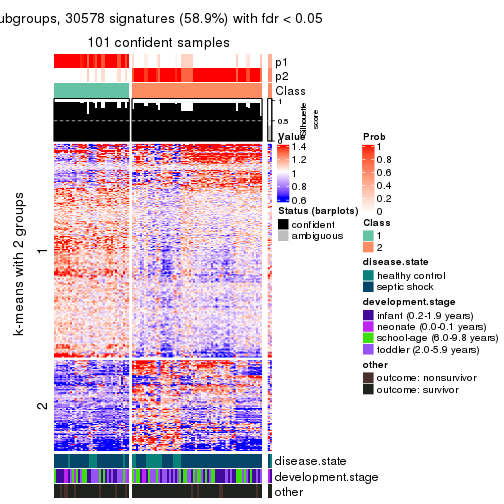 ubgroups, 30578 signatures (58.9%) with fdr < 0.05
101 confident samples
p1
p2
Class
1
0.5
0
Silhouette
score
k-means with 2 groups
1
2
disease.state
development.stage
other
Value
1.4
1.2
1
0.8
0.6
Status (barplots)
confident
ambiguous
Prob
1
0.8
0.6
0.4
0.2
0
Class
1
2
disease.state
healthy control
septic shock
development.stage
infant (0.2-1.9 years)
neonate (0.0-0.1 years)
school-age (6.0-9.8 years)
toddler (2.0-5.9 years)
other
outcome: nonsurvivor
outcome: survivor